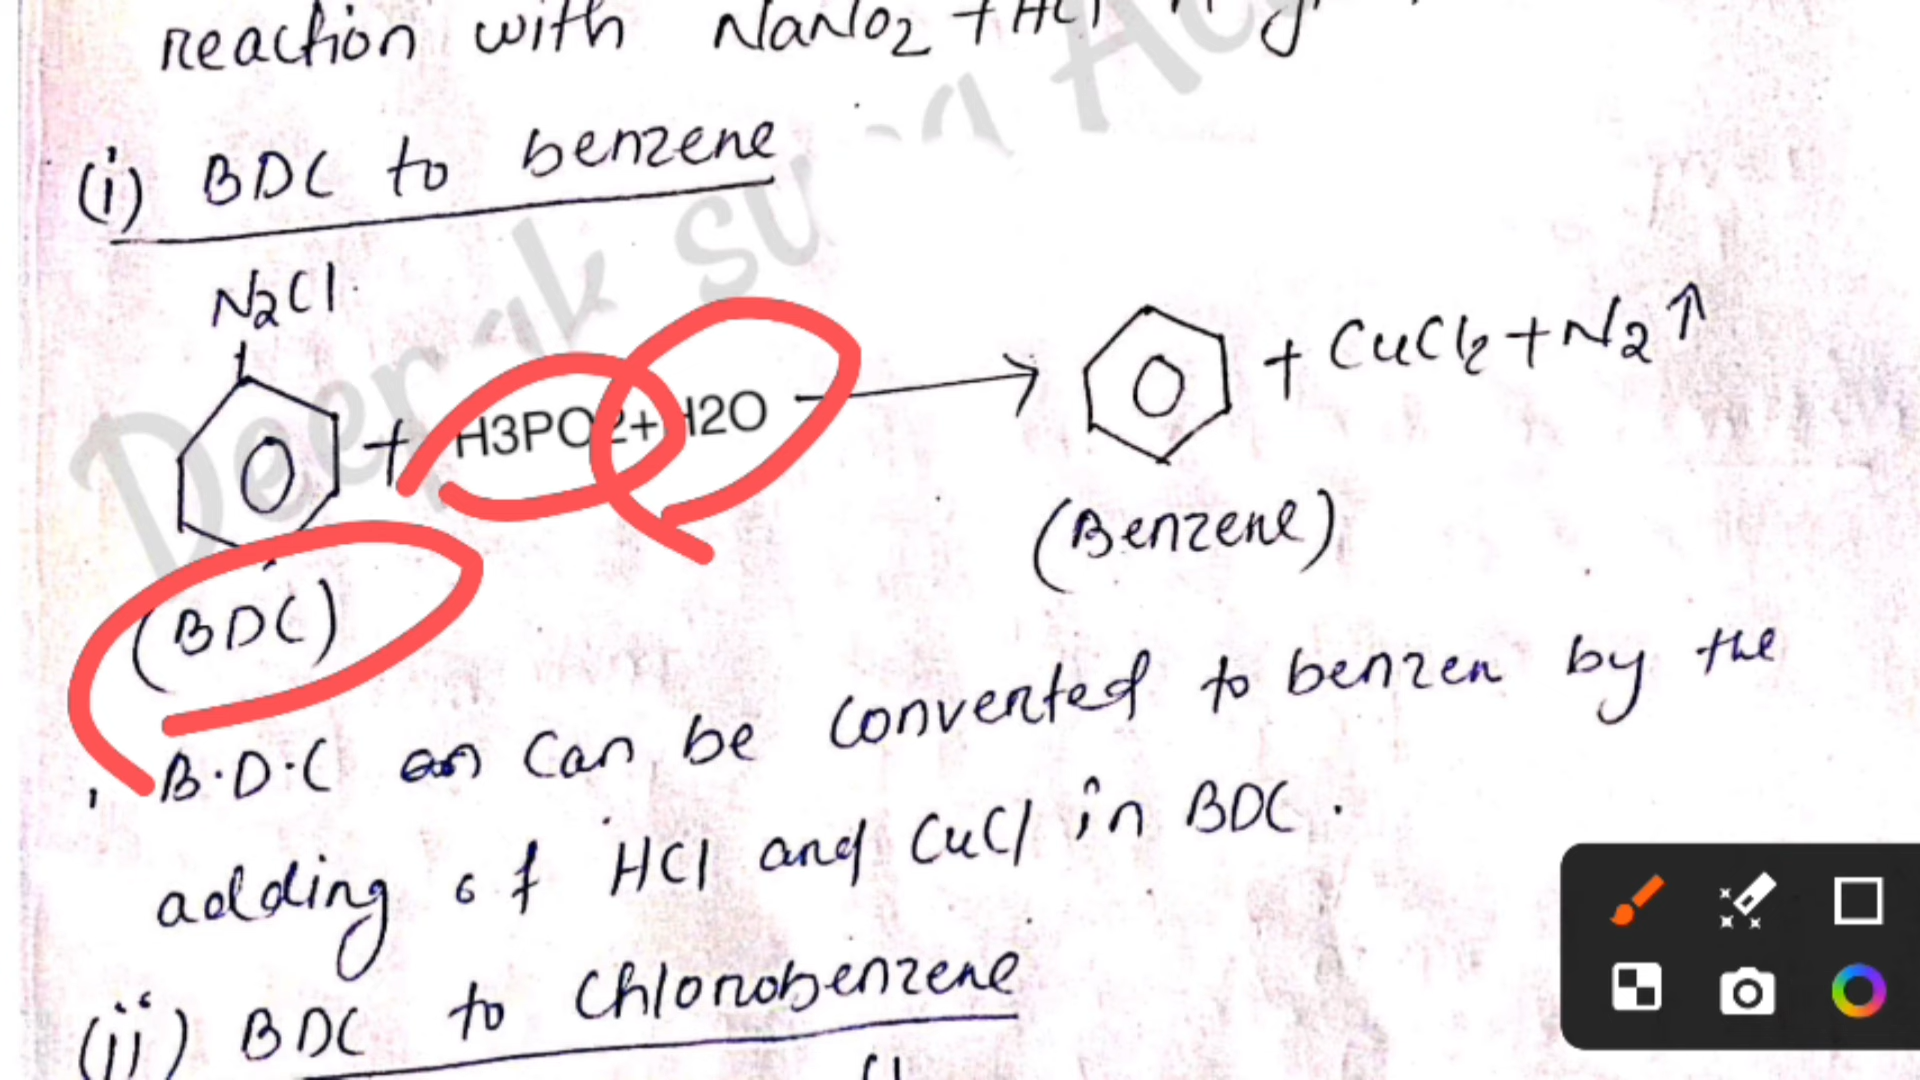 reaction with NaNO2 + HCl
(i) BDC to benzene
N2Cl
+ H3PO2+H2O → + CuCl2 + N2↑
(Benzene)
(BDC)
B.D.C can be converted to benzen by the
adding of HCl and CuCl in BDC.
(ii) BDC to Chlorobenzene